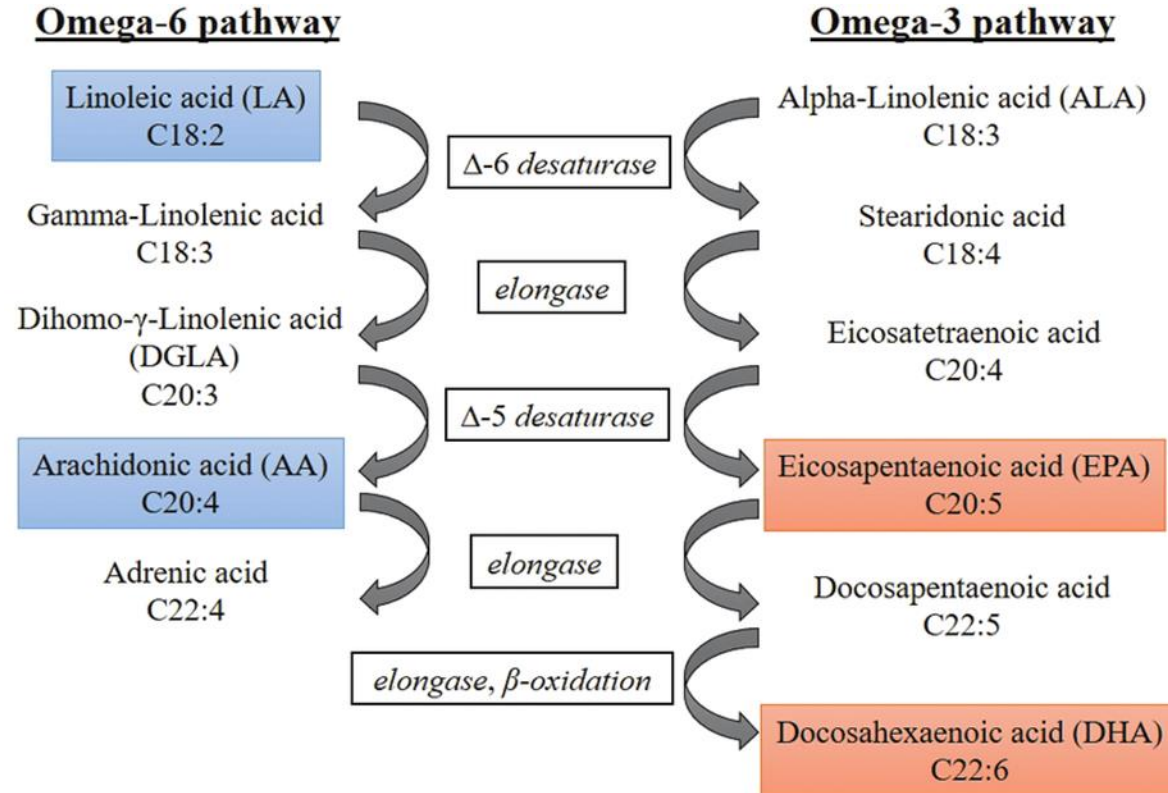 Omega-6 pathway
Linoleic acid (LA)
C18:2
Gamma-Linolenic acid
C18:3
Dihomo-γ-Linolenic acid
(DGLA)
C20:3
Arachidonic acid (AA)
C20:4
Adrenic acid
C22:4
Δ-6 desaturase
elongase
Δ-5 desaturase
elongase
elongase, β-oxidation
Omega-3 pathway
Alpha-Linolenic acid (ALA)
C18:3
Stearidonic acid
C18:4
Eicosatetraenoic acid
C20:4
Eicosapentaenoic acid (EPA)
C20:5
Docosapentaenoic acid
C22:5
Docosahexaenoic acid (DHA)
C22:6